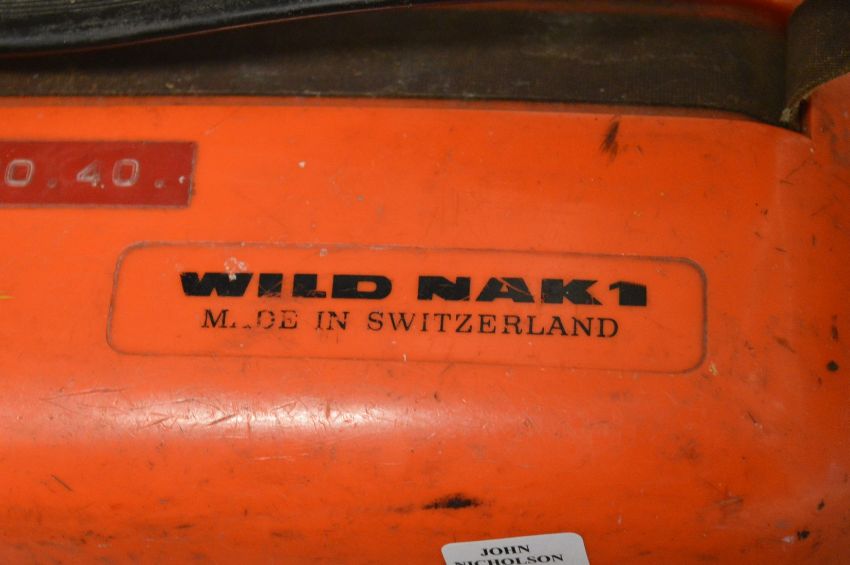 0.40.
WILD NAK1
MADE IN SWITZERLAND
JOHN
NICHOLSON